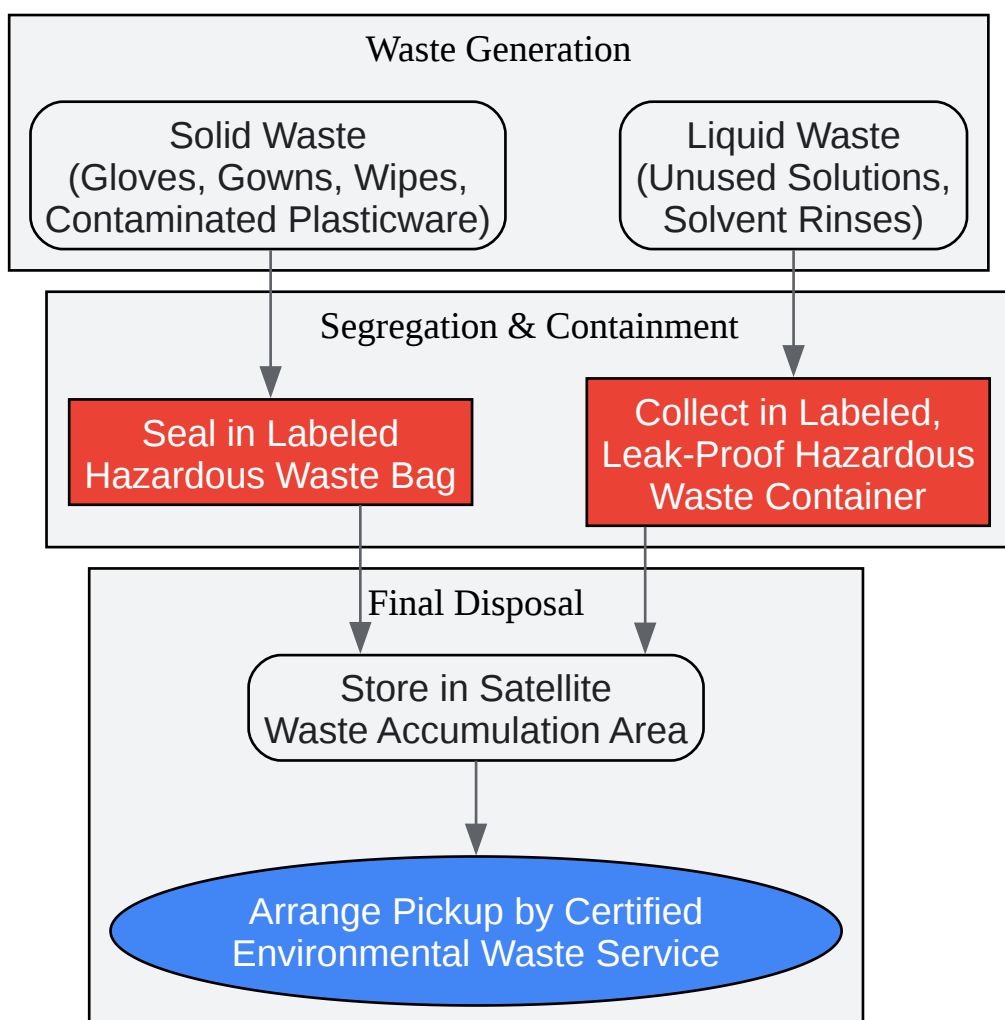 Waste Generation
Solid Waste
(Gloves, Gowns, Wipes,
Contaminated Plasticware)
Liquid Waste
(Unused Solutions,
Solvent Rinses)
Segregation & Containment
Seal in Labeled
Hazardous Waste Bag
Collect in Labeled,
Leak-Proof Hazardous
Waste Container
Final Disposal
Store in Satellite
Waste Accumulation Area
Arrange Pickup by Certified
Environmental Waste Service